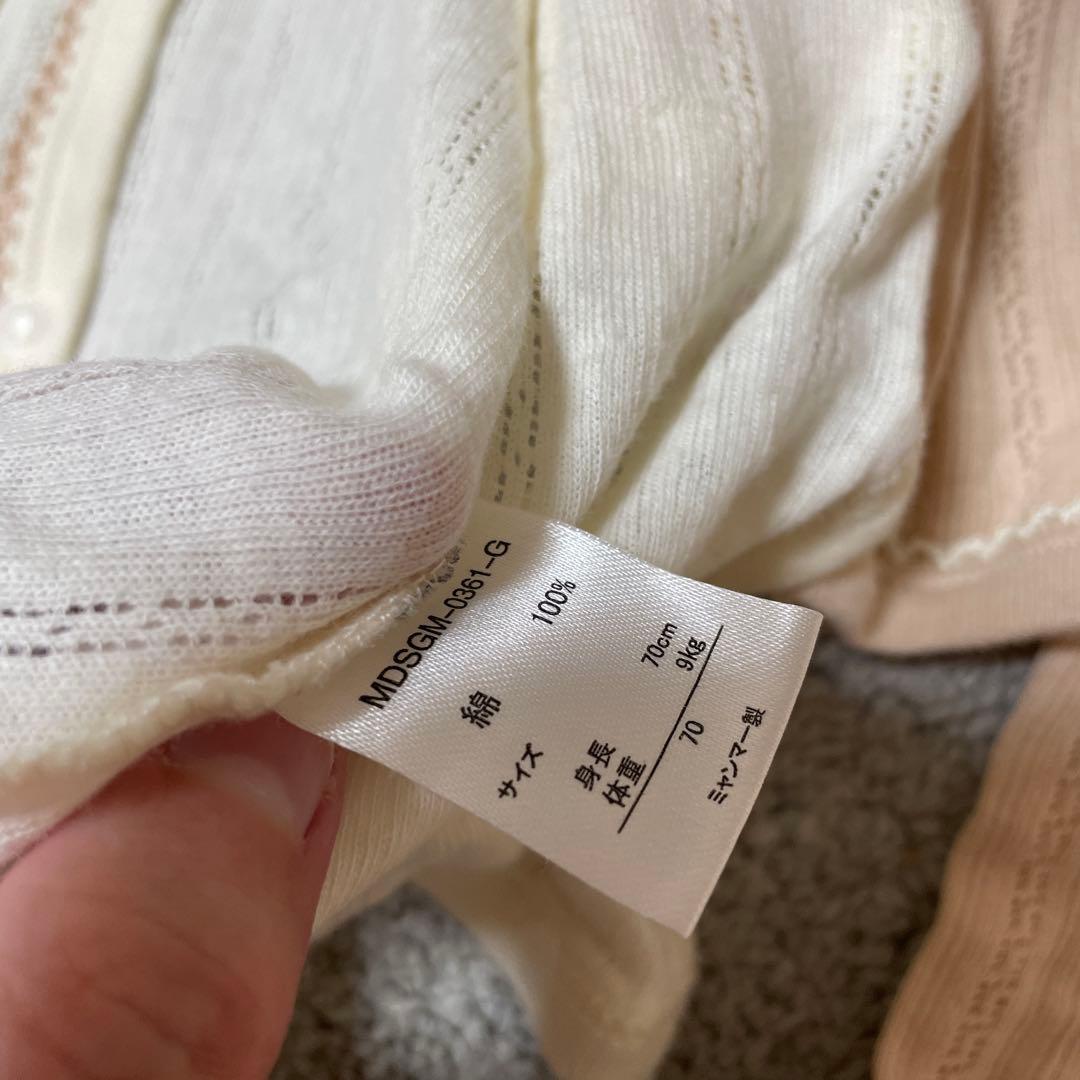 MDSGM-0361-G
綿 100%
サイズ
身長 70cm
体重 9kg
70
ミャンマー製